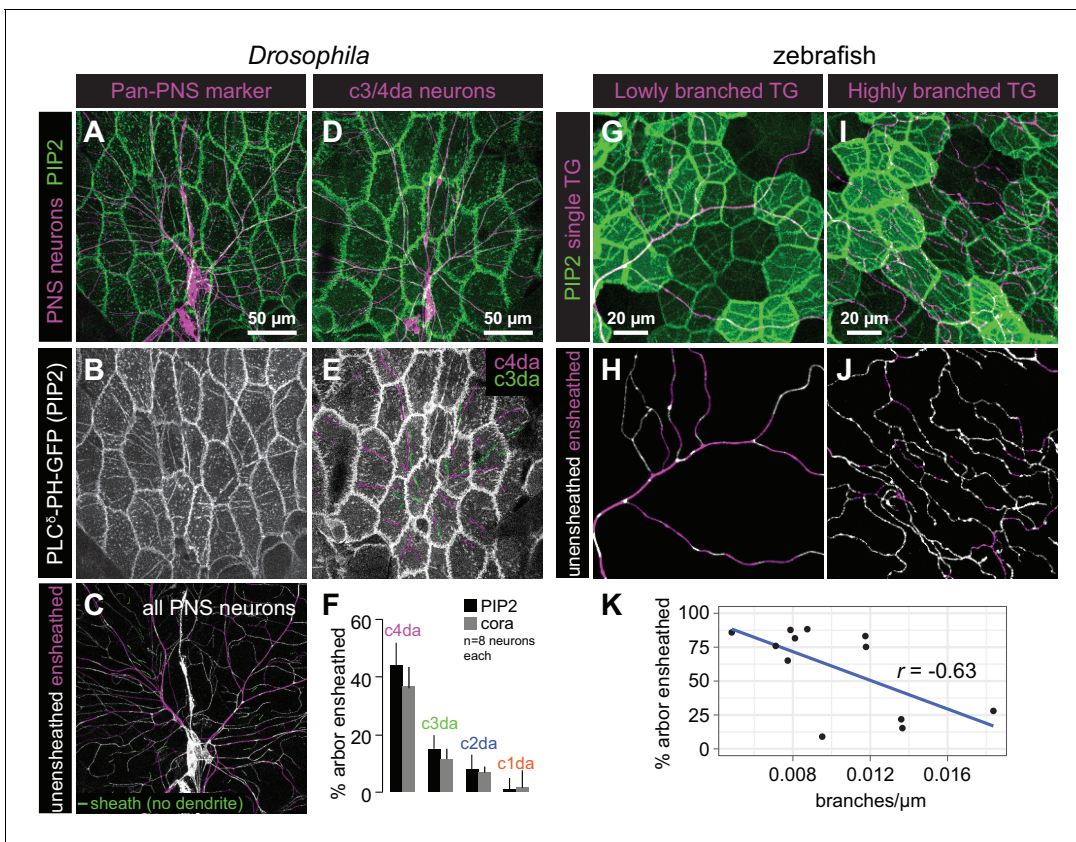 Drosophila
zebrafish
Pan-PNS marker
c3/4da neurons
Lowly branched TG
Highly branched TG
PNS neurons PIP2
A
50 µm
D
50 µm
PIP2 single TG
G
20 µm
I
20 µm
PLCδ-PH-GFP (PIP2)
B
E
c4da
c3da
unensheathed ensheathed
H
J
unensheathed ensheathed
C
all PNS neurons
sheath (no dendrite)
F
% arbor ensheathed
60
40
20
0
PIP2
cora
n=8 neurons
each
c4da
c3da
c2da
c1da
K
% arbor ensheathed
100
75
50
25
0
r = -0.63
0.008
0.012
0.016
branches/µm